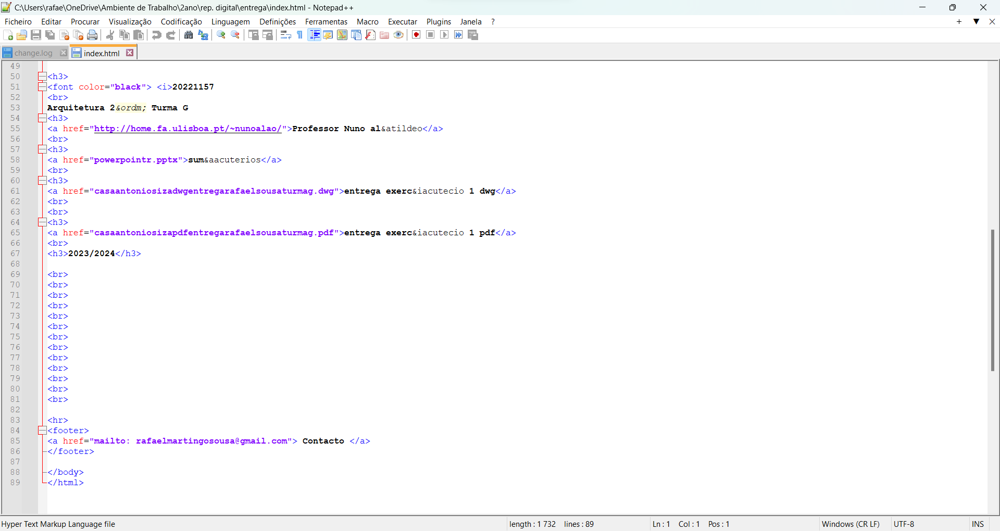 C:\Users\rafae\OneDrive\Ambiente de Trabalho\2ano\rep. digital\entrega\index.html - Notepad++
Ficheiro Editar Procurar Visualização Codificação Linguagem Definições Ferramentas Macro Executar Plugins Janela ?
change.log index.html
49
50 <h3>
51 <font color="black"> <i>20221157
52 <br>
53 Arquitetura 2&ordm; Turma G
54 <h3>
55 <a href="http://home.fa.ulisboa.pt/~nunoalao/">Professor Nuno al&atildeo</a>
56 <br>
57 <h3>
58 <a href="powerpointr.pptx">sum&aacuterios</a>
59 <br>
60 <h3>
61 <a href="casaantoniosizadwgentregarafaelsousaturmag.dwg">entrega exerc&iacutecio 1 dwg</a>
62 <br>
63 <br>
64 <h3>
65 <a href="casaantoniosizapdfentregarafaelsousaturmag.pdf">entrega exerc&iacutecio 1 pdf</a>
66 <br>
67 <h3>2023/2024</h3>
68
69 <br>
70 <br>
71 <br>
72 <br>
73 <br>
74 <br>
75 <br>
76 <br>
77 <br>
78 <br>
79 <br>
80 <br>
81 <br>
82
83 <hr>
84 <footer>
85 <a href="mailto: rafaelmartingosousa@gmail.com"> Contacto </a>
86 </footer>
87
88 </body>
89 </html>
Hyper Text Markup Language file length : 1 732 lines : 89 Ln : 1 Col : 1 Pos : 1 Windows (CR LF) UTF-8 INS